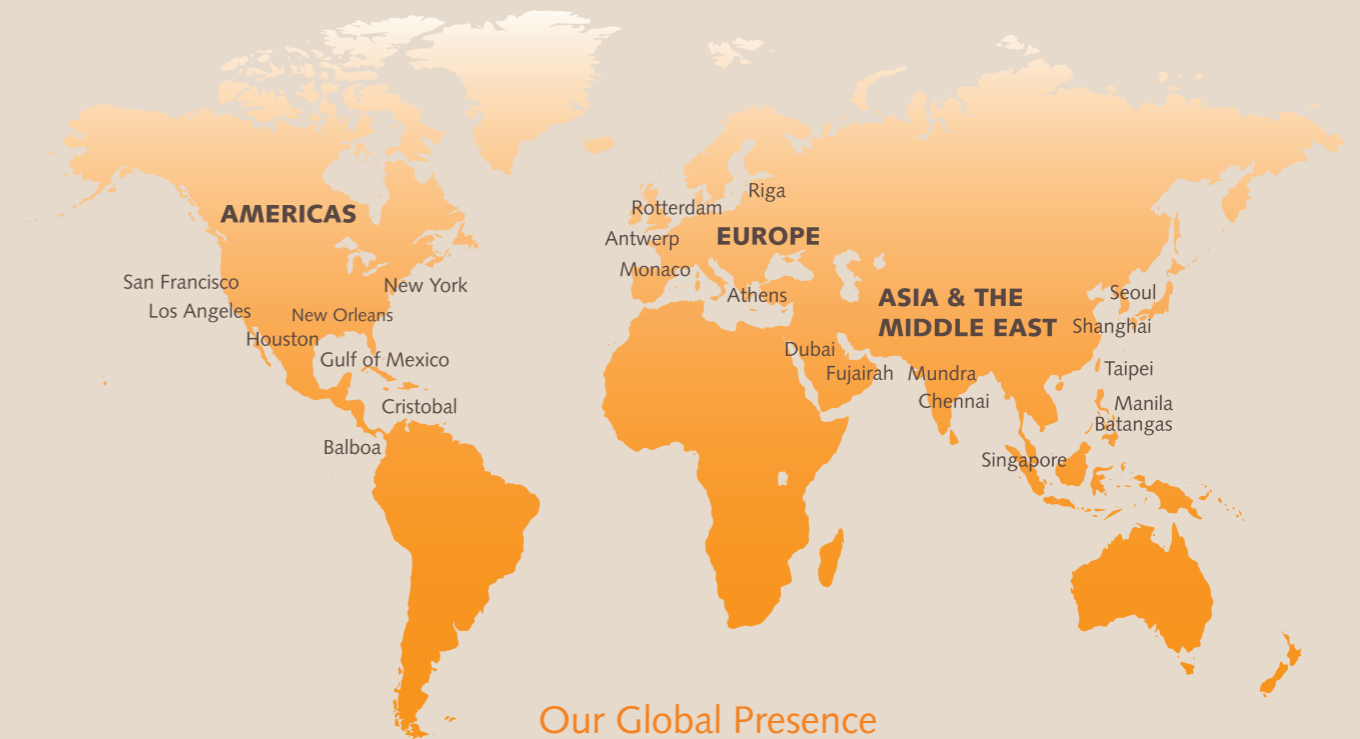 AMERICAS
San Francisco
Los Angeles
New York
New Orleans
Houston
Gulf of Mexico
Cristobal
Balboa
Riga
Rotterdam
Antwerp
EUROPE
Monaco
Athens
ASIA & THE
MIDDLE EAST
Seoul
Shanghai
Dubai
Fujairah
Mundra
Chennai
Taipei
Manila
Batangas
Singapore
Our Global Presence